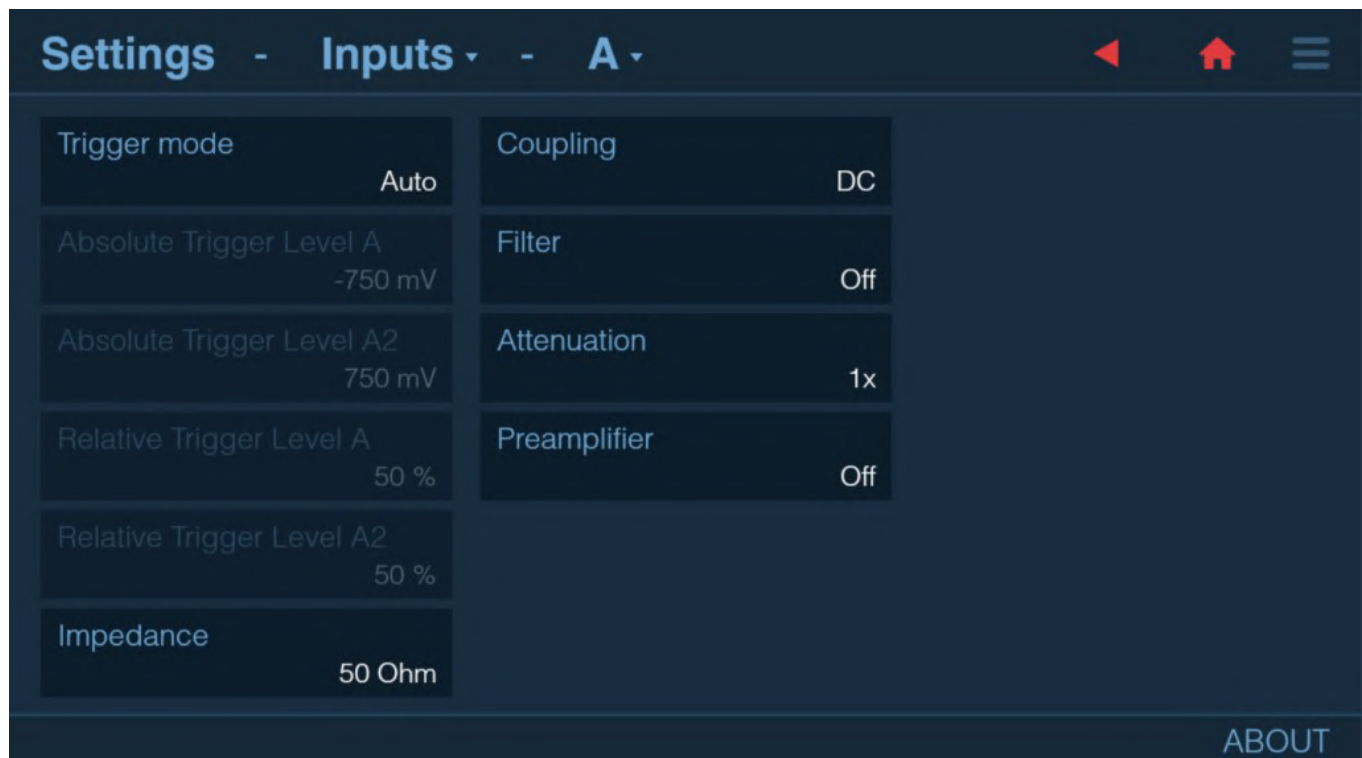 Settings - Inputs - A
Trigger mode
Auto
Absolute Trigger Level A
-750 mV
Absolute Trigger Level A2
750 mV
Relative Trigger Level A
50 %
Relative Trigger Level A2
50 %
Impedance
50 Ohm
Coupling
DC
Filter
Off
Attenuation
1x
Preamplifier
Off
ABOUT